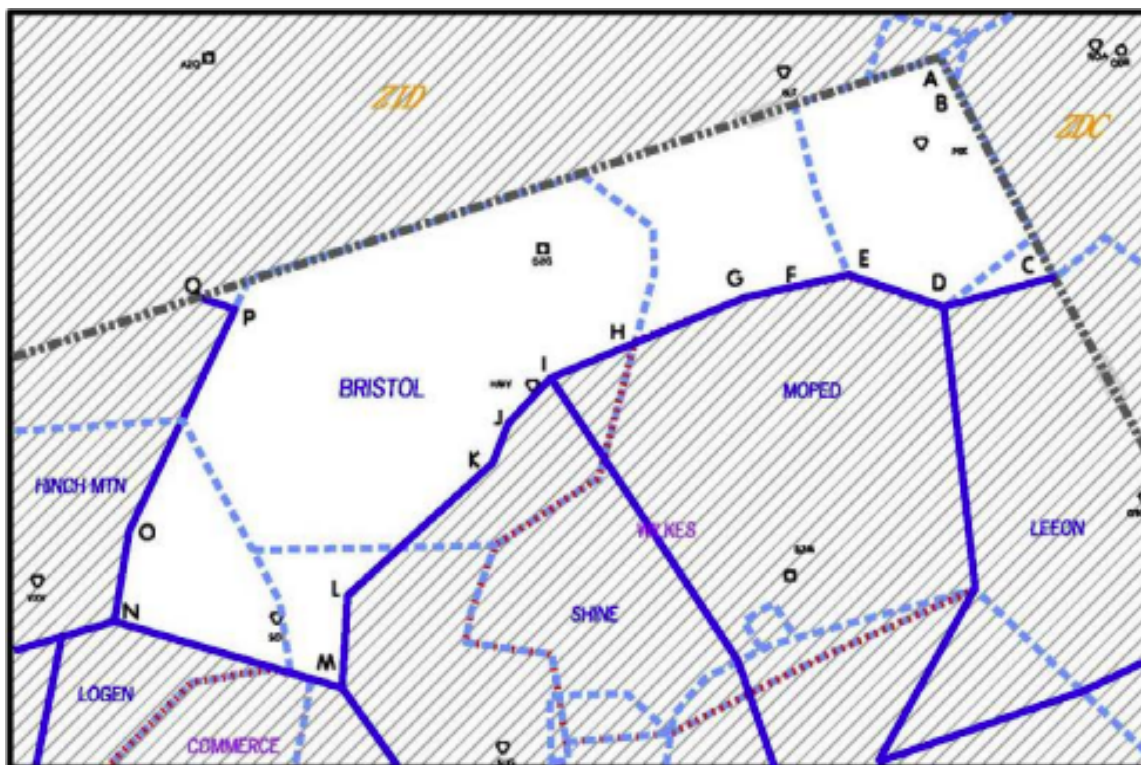 A
ZID
B
ZDC
C
Q
E
D
G
F
P
H
I
BRISTOL
MOPED
J
K
HINCH MTN
O
WILKES
LEEON
L
N
SHINE
M
LOGEN
COMMERCE